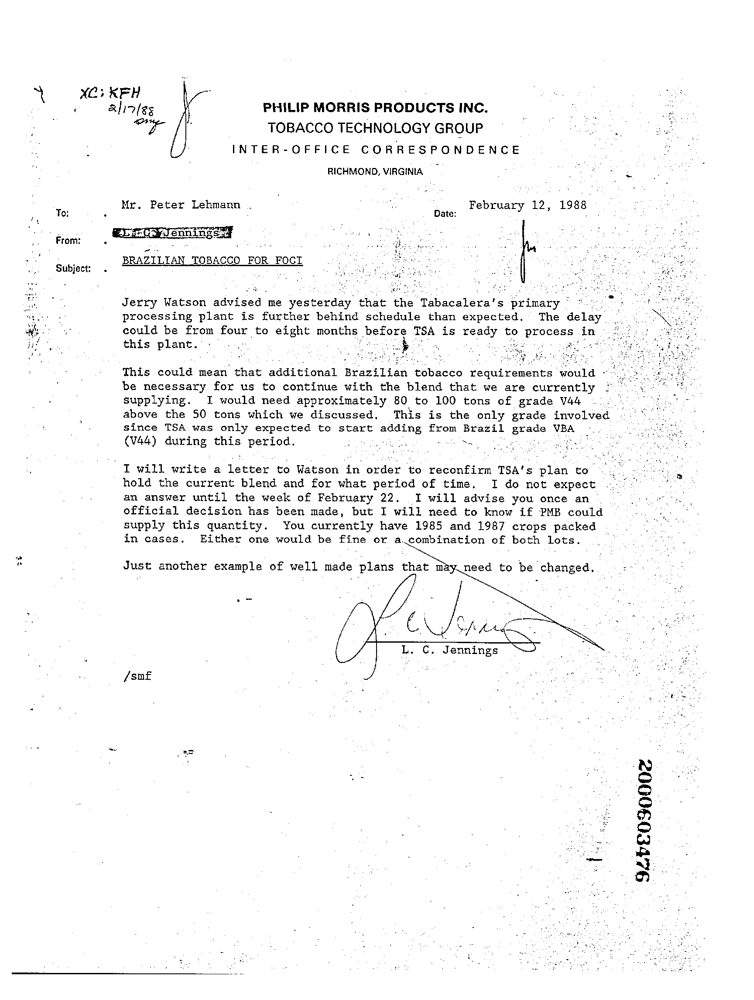 XC: KFH
2/17/88
PHILIP MORRIS PRODUCTS INC.
TOBACCO TECHNOLOGY GROUP
INTER-OFFICE CORRESPONDENCE
RICHMOND, VIRGINIA
To: . Mr. Peter Lehmann Date: February 12, 1988
From: . L. C. Jennings
Subject: . BRAZILIAN TOBACCO FOR FOCI
Jerry Watson advised me yesterday that the Tabacalera's primary
processing plant is further behind schedule than expected. The delay
could be from four to eight months before TSA is ready to process in
this plant.
This could mean that additional Brazilian tobacco requirements would
be necessary for us to continue with the blend that we are currently
supplying. I would need approximately 80 to 100 tons of grade V44
above the 50 tons which we discussed. This is the only grade involved
since TSA was only expected to start adding from Brazil grade VBA
(V44) during this period.
I will write a letter to Watson in order to reconfirm TSA's plan to
hold the current blend and for what period of time. I do not expect
an answer until the week of February 22. I will advise you once an
official decision has been made, but I will need to know if PMB could
supply this quantity. You currently have 1985 and 1987 crops packed
in cases. Either one would be fine or a combination of both lots.
Just another example of well made plans that may need to be changed.
L. C. Jennings
L. C. Jennings
/smf
2000603476